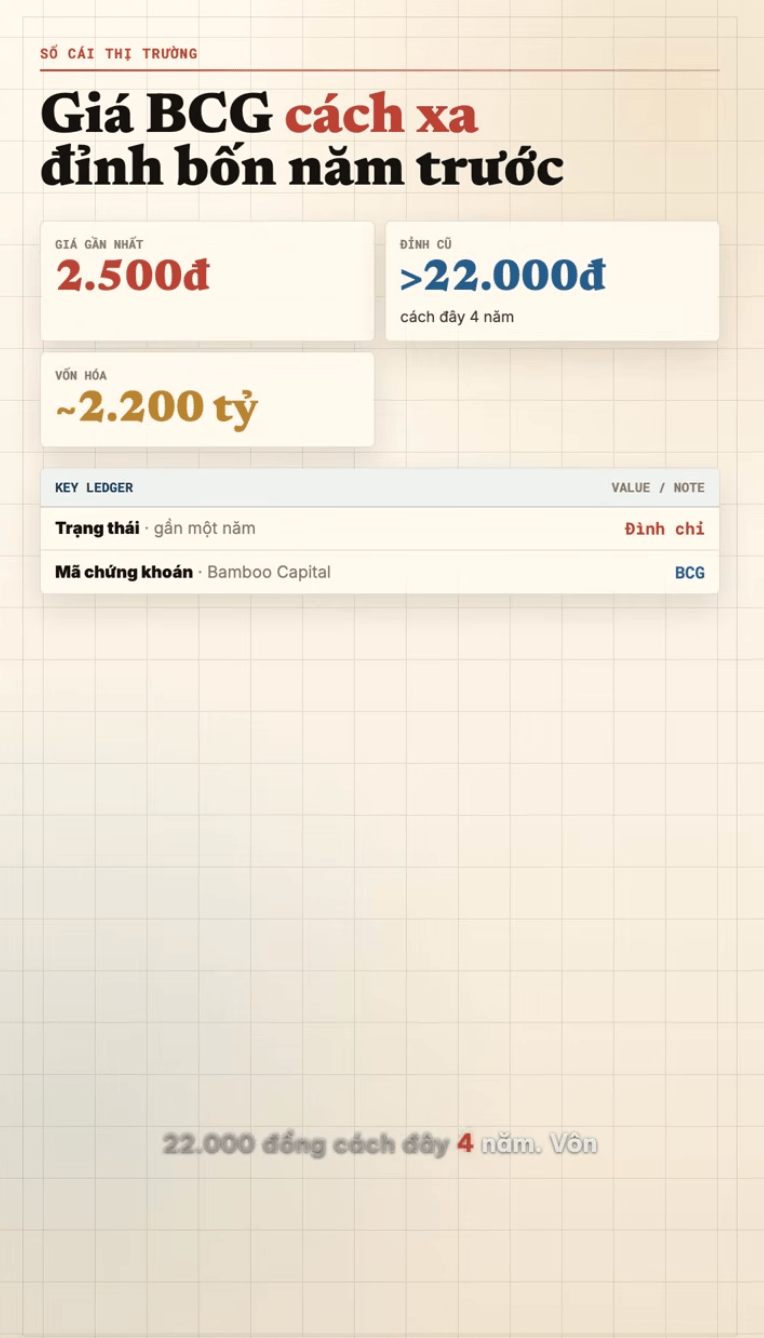 SỔ CÁI THỊ TRƯỜNG
Giá BCG cách xa
đỉnh bốn năm trước
GIÁ GẦN NHẤT
2.500đ
ĐỈNH CŨ
>22.000đ
cách đây 4 năm
VỐN HÓA
~2.200 tỷ
KEY LEDGER
VALUE / NOTE
Trạng thái · gần một năm
Đình chỉ
Mã chứng khoán · Bamboo Capital
BCG
22.000 đồng cách đây 4 năm. Vốn